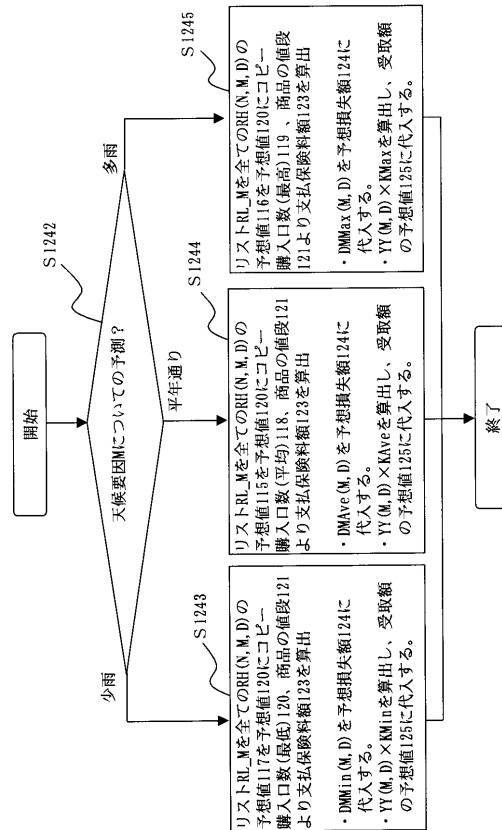 開始
S1242
天候要因Mについての予測?
少雨
平年通り
多雨
S1243
リストRL_Mを全てのRH(N,M,D)の
予想値117を予想値120にコピー
購入口数(最低)120、商品の値段121
より支払保険料額123を算出
・DMMin(M,D)を予想損失額124に
代入する。
・YY(M,D)×KMinを算出し、受取額
の予想値125に代入する。
S1244
リストRL_Mを全てのRH(N,M,D)の
予想値115を予想値120にコピー
購入口数(平均)118、商品の値段121
より支払保険料額123を算出
・DMAve(M,D)を予想損失額124に
代入する。
・YY(M,D)×KAveを算出し、受取額
の予想値125に代入する。
S1245
リストRL_Mを全てのRH(N,M,D)の
予想値116を予想値120にコピー
購入口数(最高)119 、商品の値段
121より支払保険料額123を算出
・DMMax(M,D)を予想損失額124に
代入する。
・YY(M,D)×KMaxを算出し、受取額
の予想値125に代入する。
終了